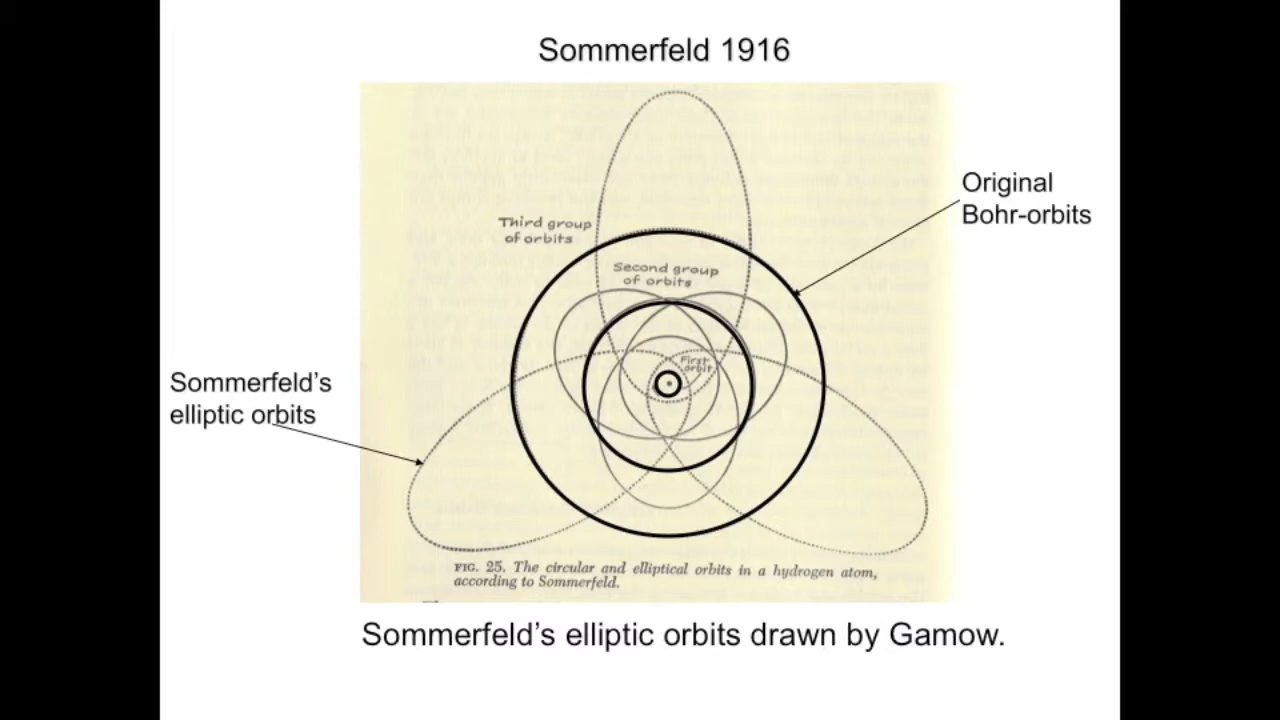 Sommerfeld 1916
Original
Bohr-orbits
Third group
of orbits
Second group
of orbits
First
orbit
Sommerfeld’s
elliptic orbits
FIG. 25. The circular and elliptical orbits in a hydrogen atom,
according to Sommerfeld.
Sommerfeld’s elliptic orbits drawn by Gamow.